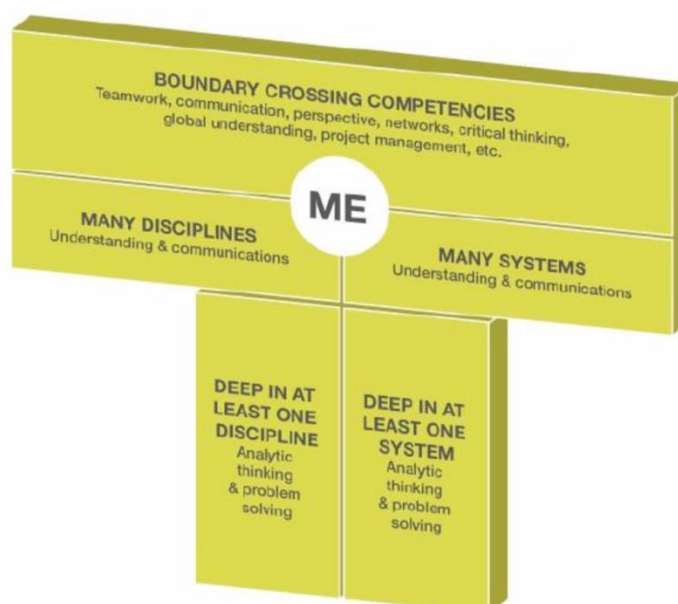 BOUNDARY CROSSING COMPETENCIES
Teamwork, communication, perspective, networks, critical thinking,
global understanding, project management, etc.
ME
MANY DISCIPLINES
Understanding & communications
MANY SYSTEMS
Understanding & communications
DEEP IN AT
LEAST ONE
DISCIPLINE
Analytic
thinking
& problem
solving
DEEP IN AT
LEAST ONE
SYSTEM
Analytic
thinking
& problem
solving